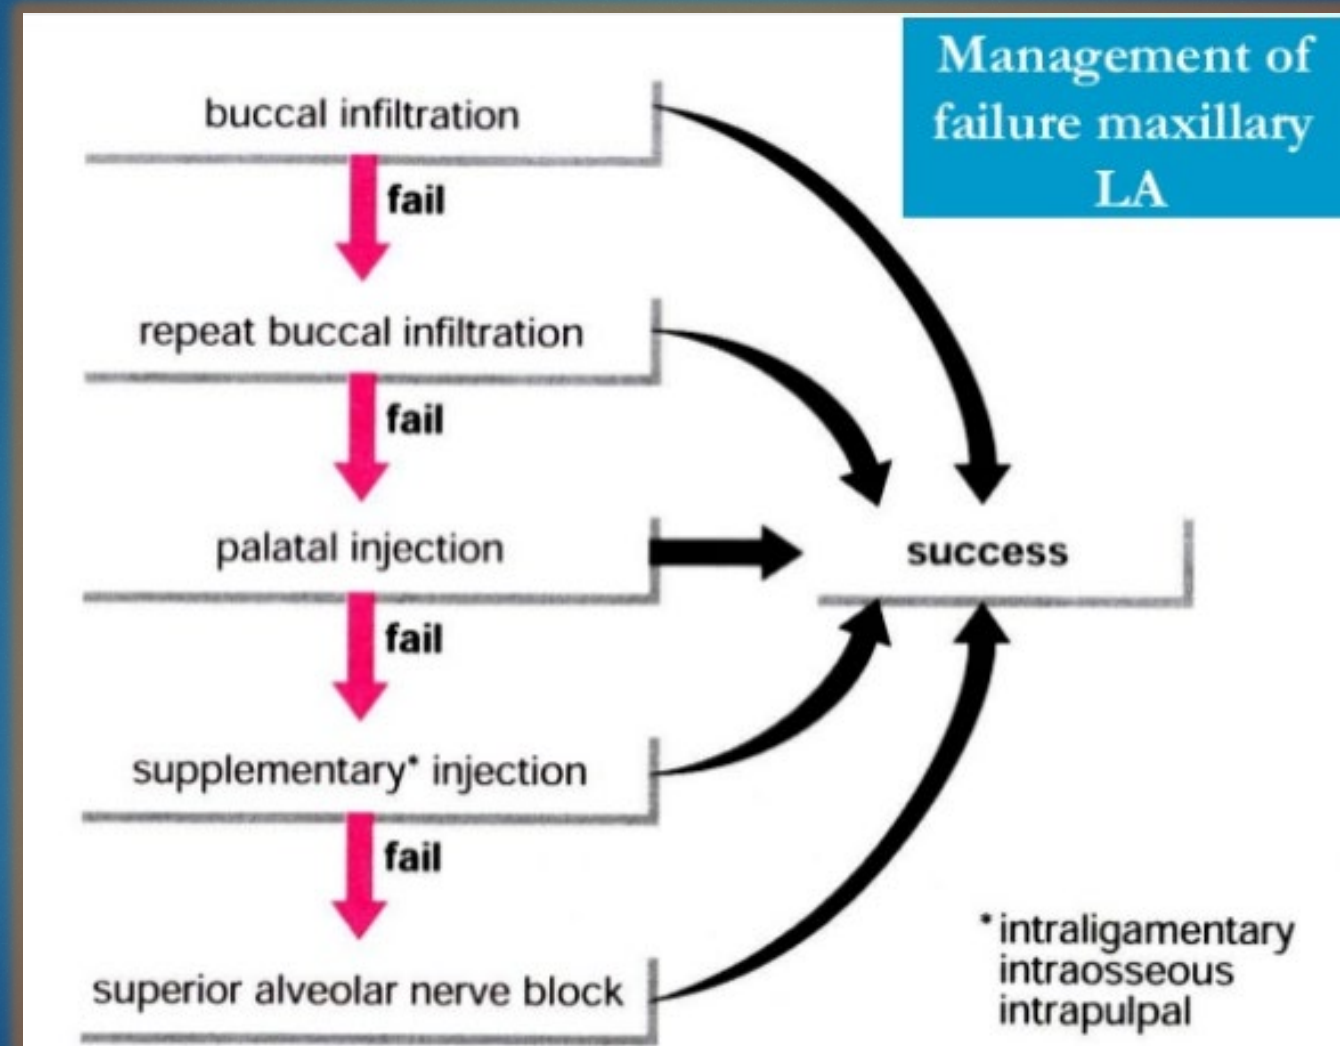 Management of
failure maxillary
LA
buccal infiltration
fail
repeat buccal infiltration
fail
palatal injection
success
fail
supplementary* injection
fail
superior alveolar nerve block
*intraligamentary
intraosseous
intrapulpal